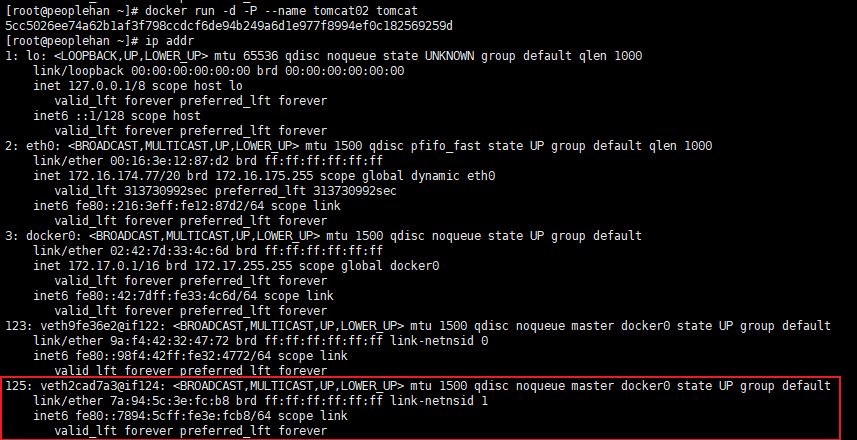 [root@peoplehan ~]# docker run -d -P --name tomcat02 tomcat
5cc5026ee74a62b1af3f798ccdcf6de94b249a6d1e977f8994ef0c182569259d
[root@peoplehan ~]# ip addr
1: lo: <LOOPBACK,UP,LOWER_UP> mtu 65536 qdisc noqueue state UNKNOWN group default qlen 1000
    link/loopback 00:00:00:00:00:00 brd 00:00:00:00:00:00
    inet 127.0.0.1/8 scope host lo
       valid_lft forever preferred_lft forever
    inet6 ::1/128 scope host
       valid_lft forever preferred_lft forever
2: eth0: <BROADCAST,MULTICAST,UP,LOWER_UP> mtu 1500 qdisc pfifo_fast state UP group default qlen 1000
    link/ether 00:16:3e:12:87:d2 brd ff:ff:ff:ff:ff:ff
    inet 172.16.174.77/20 brd 172.16.175.255 scope global dynamic eth0
       valid_lft 313730992sec preferred_lft 313730992sec
    inet6 fe80::216:3eff:fe12:87d2/64 scope link
       valid_lft forever preferred_lft forever
3: docker0: <BROADCAST,MULTICAST,UP,LOWER_UP> mtu 1500 qdisc noqueue state UP group default
    link/ether 02:42:7d:33:4c:6d brd ff:ff:ff:ff:ff:ff
    inet 172.17.0.1/16 brd 172.17.255.255 scope global docker0
       valid_lft forever preferred_lft forever
    inet6 fe80::42:7dff:fe33:4c6d/64 scope link
       valid_lft forever preferred_lft forever
123: veth9fe36e2@if122: <BROADCAST,MULTICAST,UP,LOWER_UP> mtu 1500 qdisc noqueue master docker0 state UP group default
    link/ether 9a:f4:42:32:47:72 brd ff:ff:ff:ff:ff:ff link-netnsid 0
    inet6 fe80::98f4:42ff:fe32:4772/64 scope link
       valid_lft forever preferred_lft forever
125: veth2cad7a3@if124: <BROADCAST,MULTICAST,UP,LOWER_UP> mtu 1500 qdisc noqueue master docker0 state UP group default
    link/ether 7a:94:5c:3e:fc:b8 brd ff:ff:ff:ff:ff:ff link-netnsid 1
    inet6 fe80::7894:5cff:fe3e:fcb8/64 scope link
       valid_lft forever preferred_lft forever